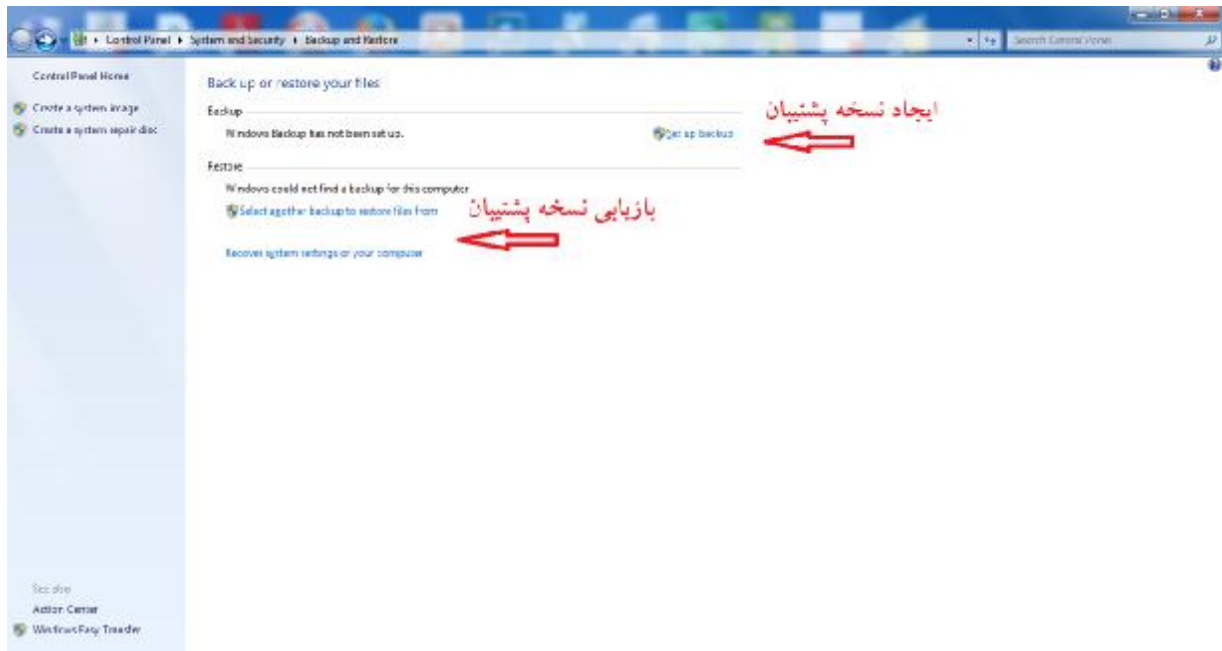 Control Panel ▸ System and Security ▸ Backup and Restore
Search Control Panel
Control Panel Home
Create a system image
Create a system repair disc
Back up or restore your files
Backup
Windows Backup has not been set up.
Set up backup
ایجاد نسخه پشتیبان
Restore
Windows could not find a backup for this computer
Select another backup to restore files from
بازیابی نسخه پشتیبان
Recover system settings or your computer
See also
Action Center
Windows Easy Transfer